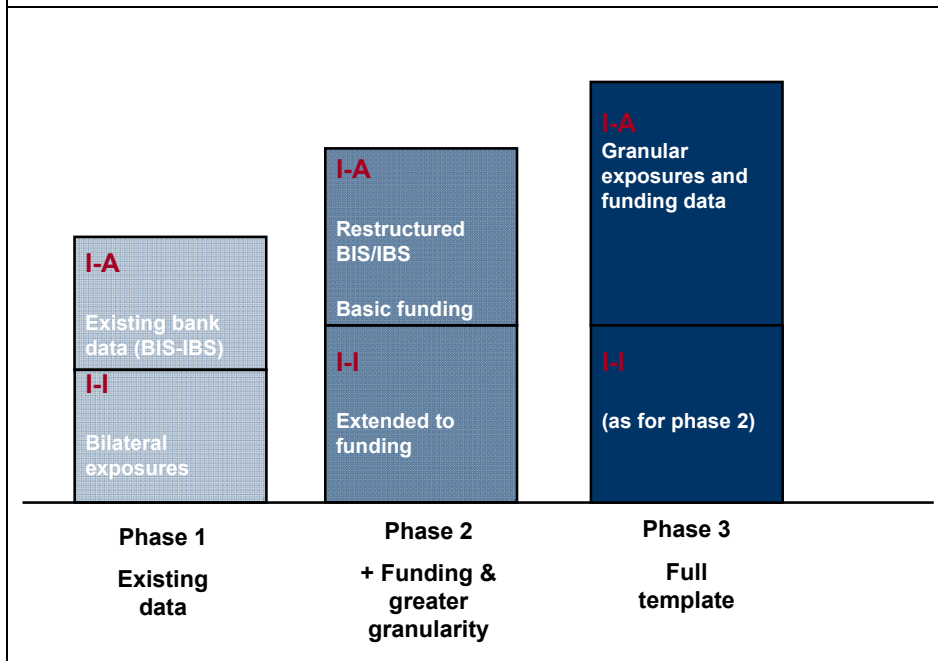 I-A
Existing bank
data (BIS-IBS)
I-I
Bilateral
exposures
Phase 1
Existing
data
I-A
Restructured
BIS/IBS
Basic funding
I-I
Extended to
funding
Phase 2
+ Funding &
greater
granularity
I-A
Granular
exposures and
funding data
I-I
(as for phase 2)
Phase 3
Full
template